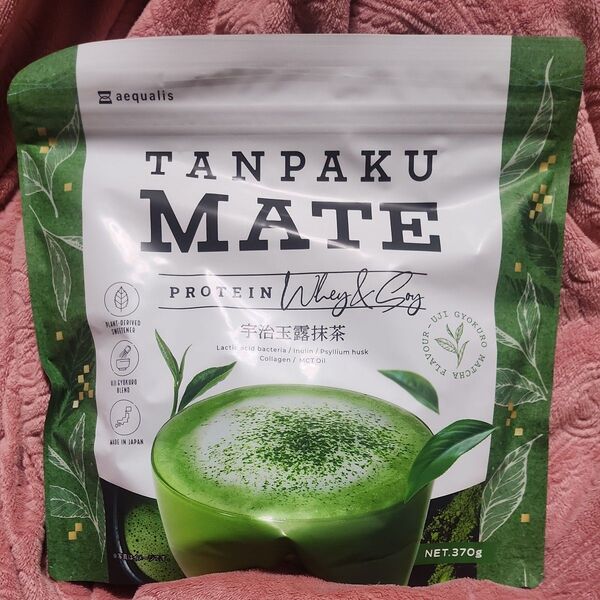 aequalis
TANPAKU
MATE
PROTEIN Whey&Soy
宇治玉露抹茶
Lactic acid bacteria / Inulin / Psyllium husk
Collagen / MCT Oil
PLANT-DERIVED
SWEETENER
UJI GYOKURO
BLEND
MADE IN JAPAN
UJI GYOKURO MATCHA FLAVOUR
NET.370g